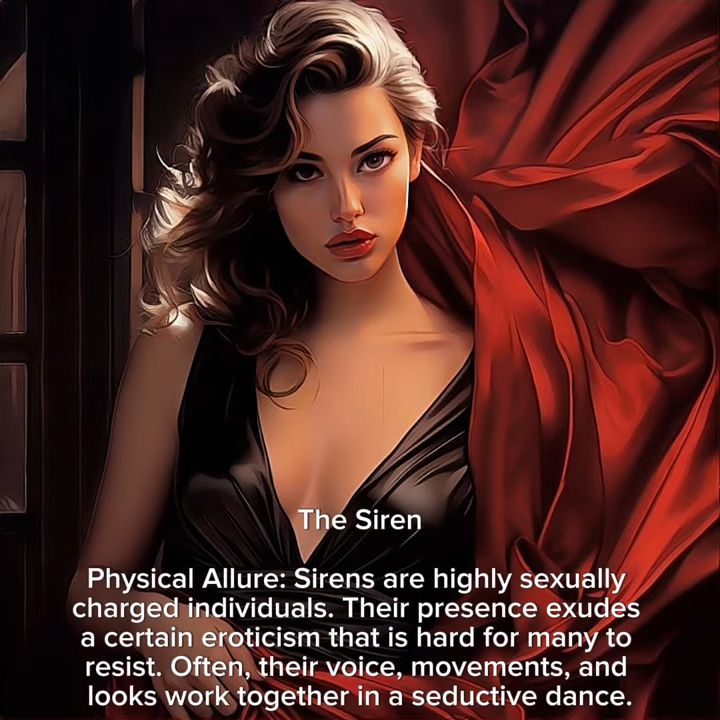 The Siren
Physical Allure: Sirens are highly sexually
charged individuals. Their presence exudes
a certain eroticism that is hard for many to
resist. Often, their voice, movements, and
looks work together in a seductive dance.